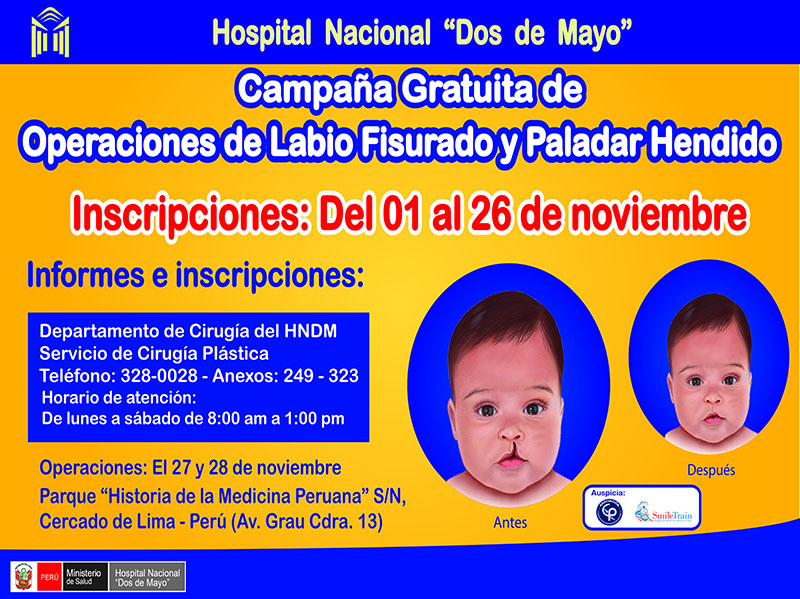 Hospital Nacional “Dos de Mayo”
Campaña Gratuita de
Operaciones de Labio Fisurado y Paladar Hendido
Inscripciones: Del 01 al 26 de noviembre
Informes e inscripciones:
Departamento de Cirugía del HNDM
Servicio de Cirugía Plástica
Teléfono: 328-0028 - Anexos: 249 - 323
Horario de atención:
De lunes a sábado de 8:00 am a 1:00 pm
Operaciones: El 27 y 28 de noviembre
Parque “Historia de la Medicina Peruana” S/N,
Cercado de Lima - Perú (Av. Grau Cdra. 13)
Antes
Después
Auspicia:
SmileTrain
PERÚ
Ministerio
de Salud
Hospital Nacional
“Dos de Mayo”